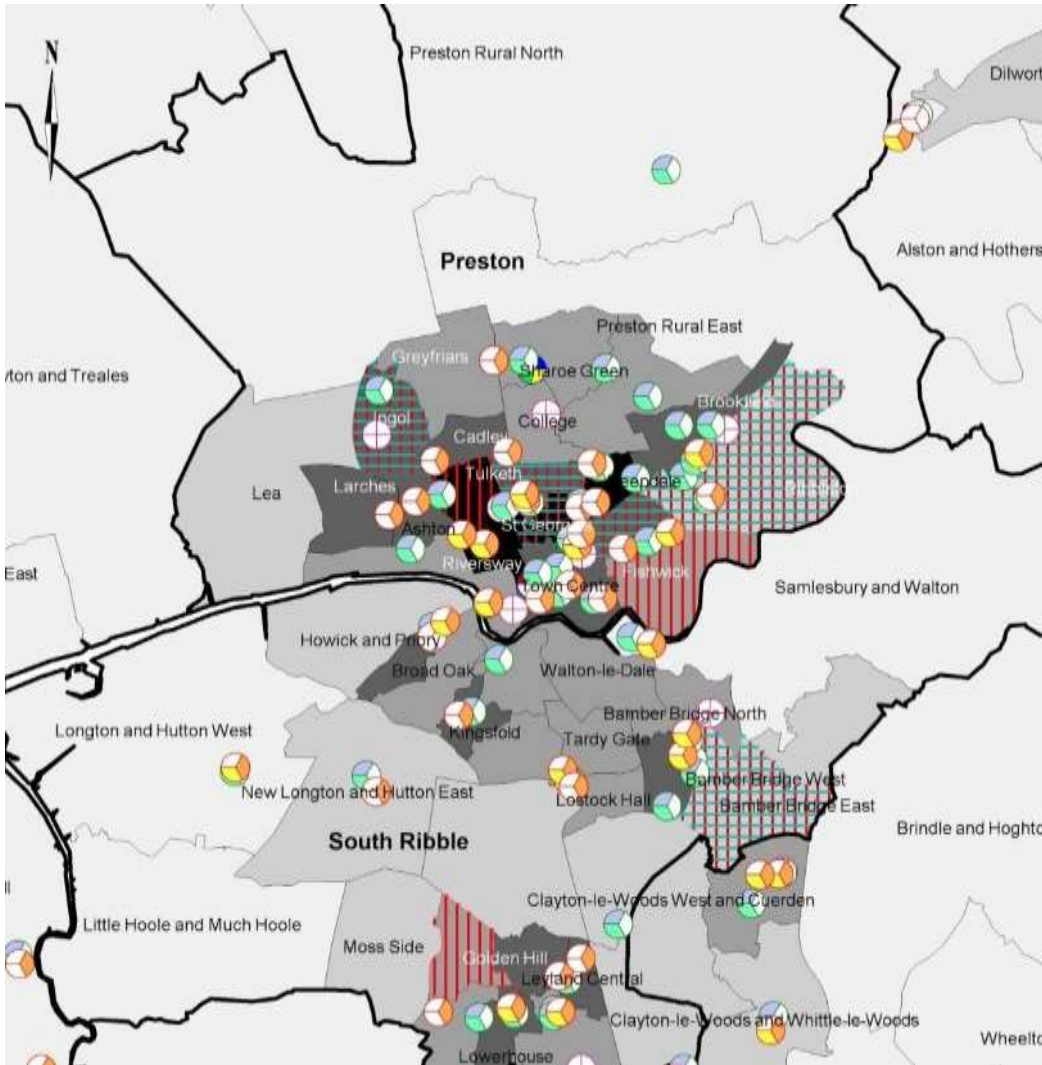 N
Preston Rural North
Dilwort
Alston and Hothers
Preston
Preston Rural East
yton and Treales
Greyfriars
Sharoe Green
Ingol
College
Brookfield
Cadley
Tulketh
Larches
Lea
eepdale
Ashton
St George
Riversway
Fishwick
Town Centre
East
Samlesbury and Walton
Howick and Priory
Broad Oak
Walton-le-Dale
Longton and Hutton West
Kingsfold
Bamber Bridge North
Tardy Gate
Bamber Bridge West
New Longton and Hutton East
Lostock Hall
Bamber Bridge East
South Ribble
Brindle and Hoghto
Clayton-le-Woods West and Cuerden
Little Hoole and Much Hoole
Moss Side
Golden Hill
Leyland Central
Clayton-le-Woods and Whittle-le-Woods
Wheelto
Lowerhouse